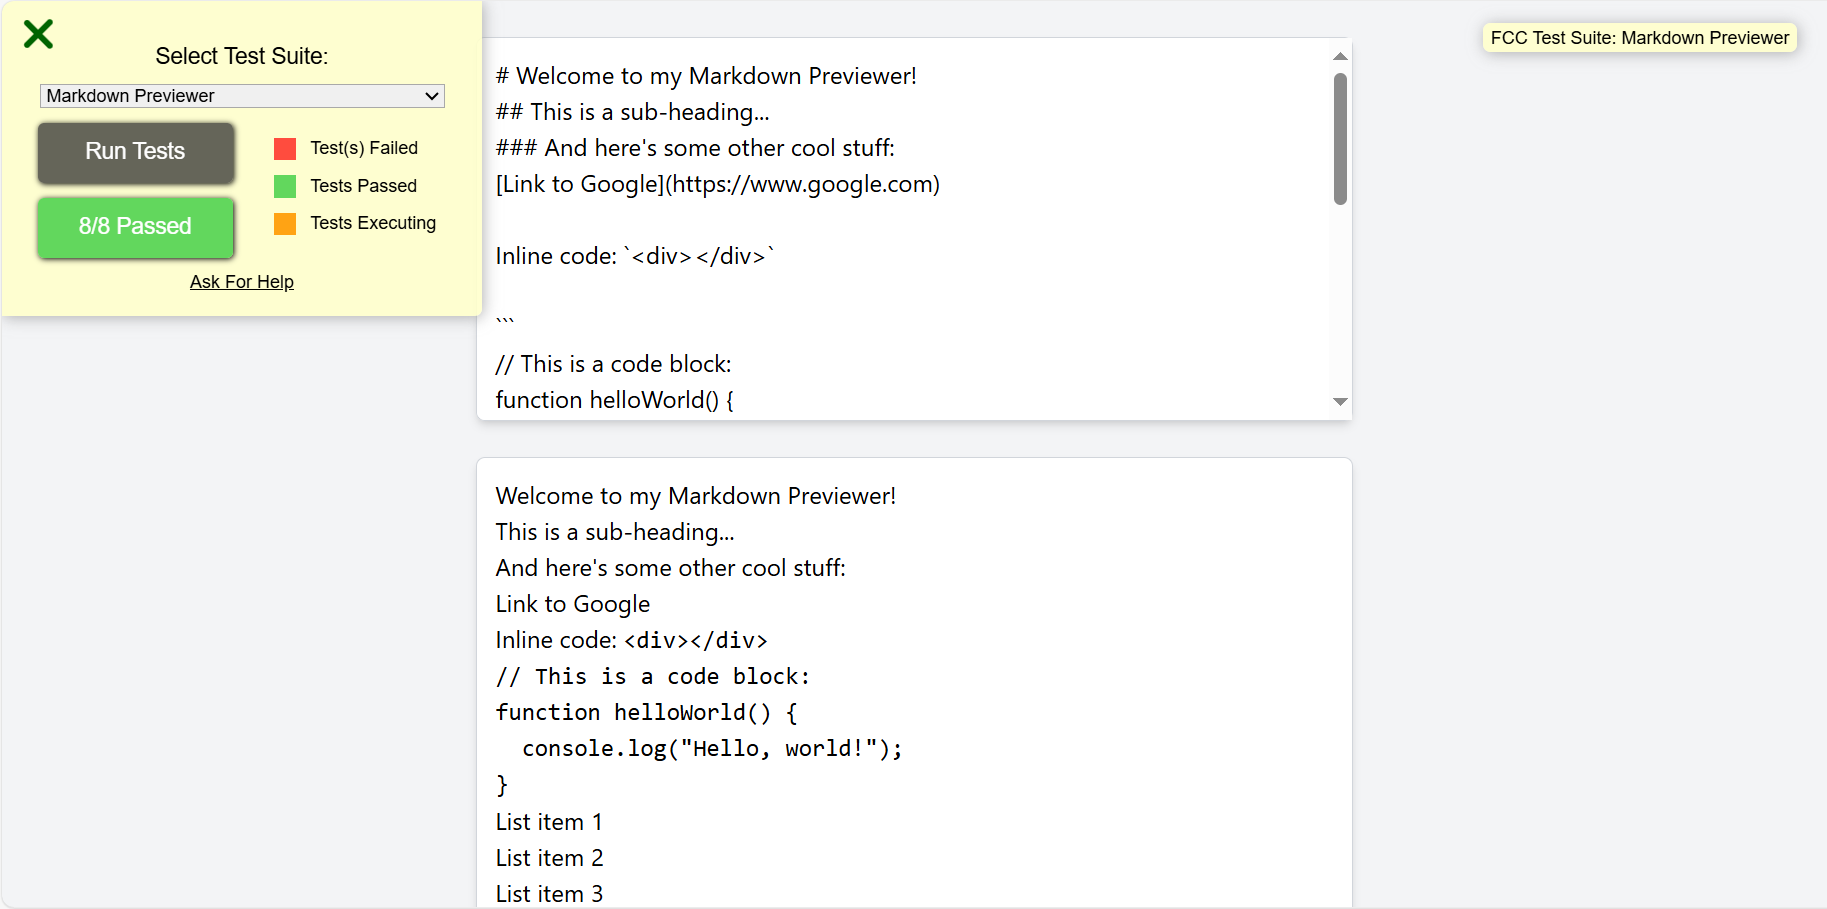 Select Test Suite:
Markdown Previewer
Run Tests
8/8 Passed
Test(s) Failed
Tests Passed
Tests Executing
Ask For Help
FCC Test Suite: Markdown Previewer
# Welcome to my Markdown Previewer!
## This is a sub-heading...
### And here's some other cool stuff:
[Link to Google](https://www.google.com)
Inline code: `<div></div>`
```
// This is a code block:
function helloWorld() {
Welcome to my Markdown Previewer!
This is a sub-heading...
And here's some other cool stuff:
Link to Google
Inline code: <div></div>
// This is a code block:
function helloWorld() {
  console.log("Hello, world!");
}
List item 1
List item 2
List item 3